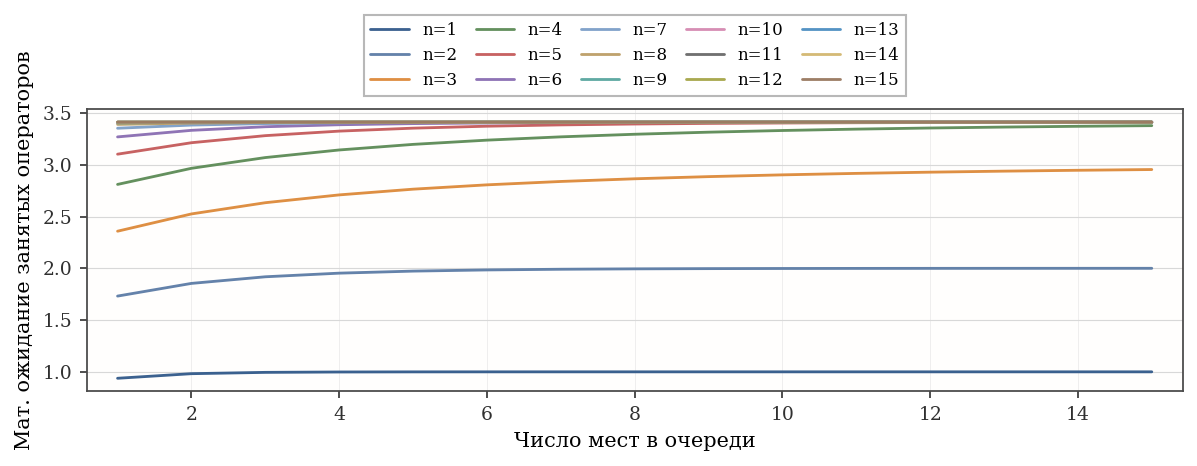 n=1 n=4 n=7 n=10 n=13
n=2 n=5 n=8 n=11 n=14
n=3 n=6 n=9 n=12 n=15
Мат. ожидание занятых операторов
3.5
3.0
2.5
2.0
1.5
1.0
2 4 6 8 10 12 14
Число мест в очереди